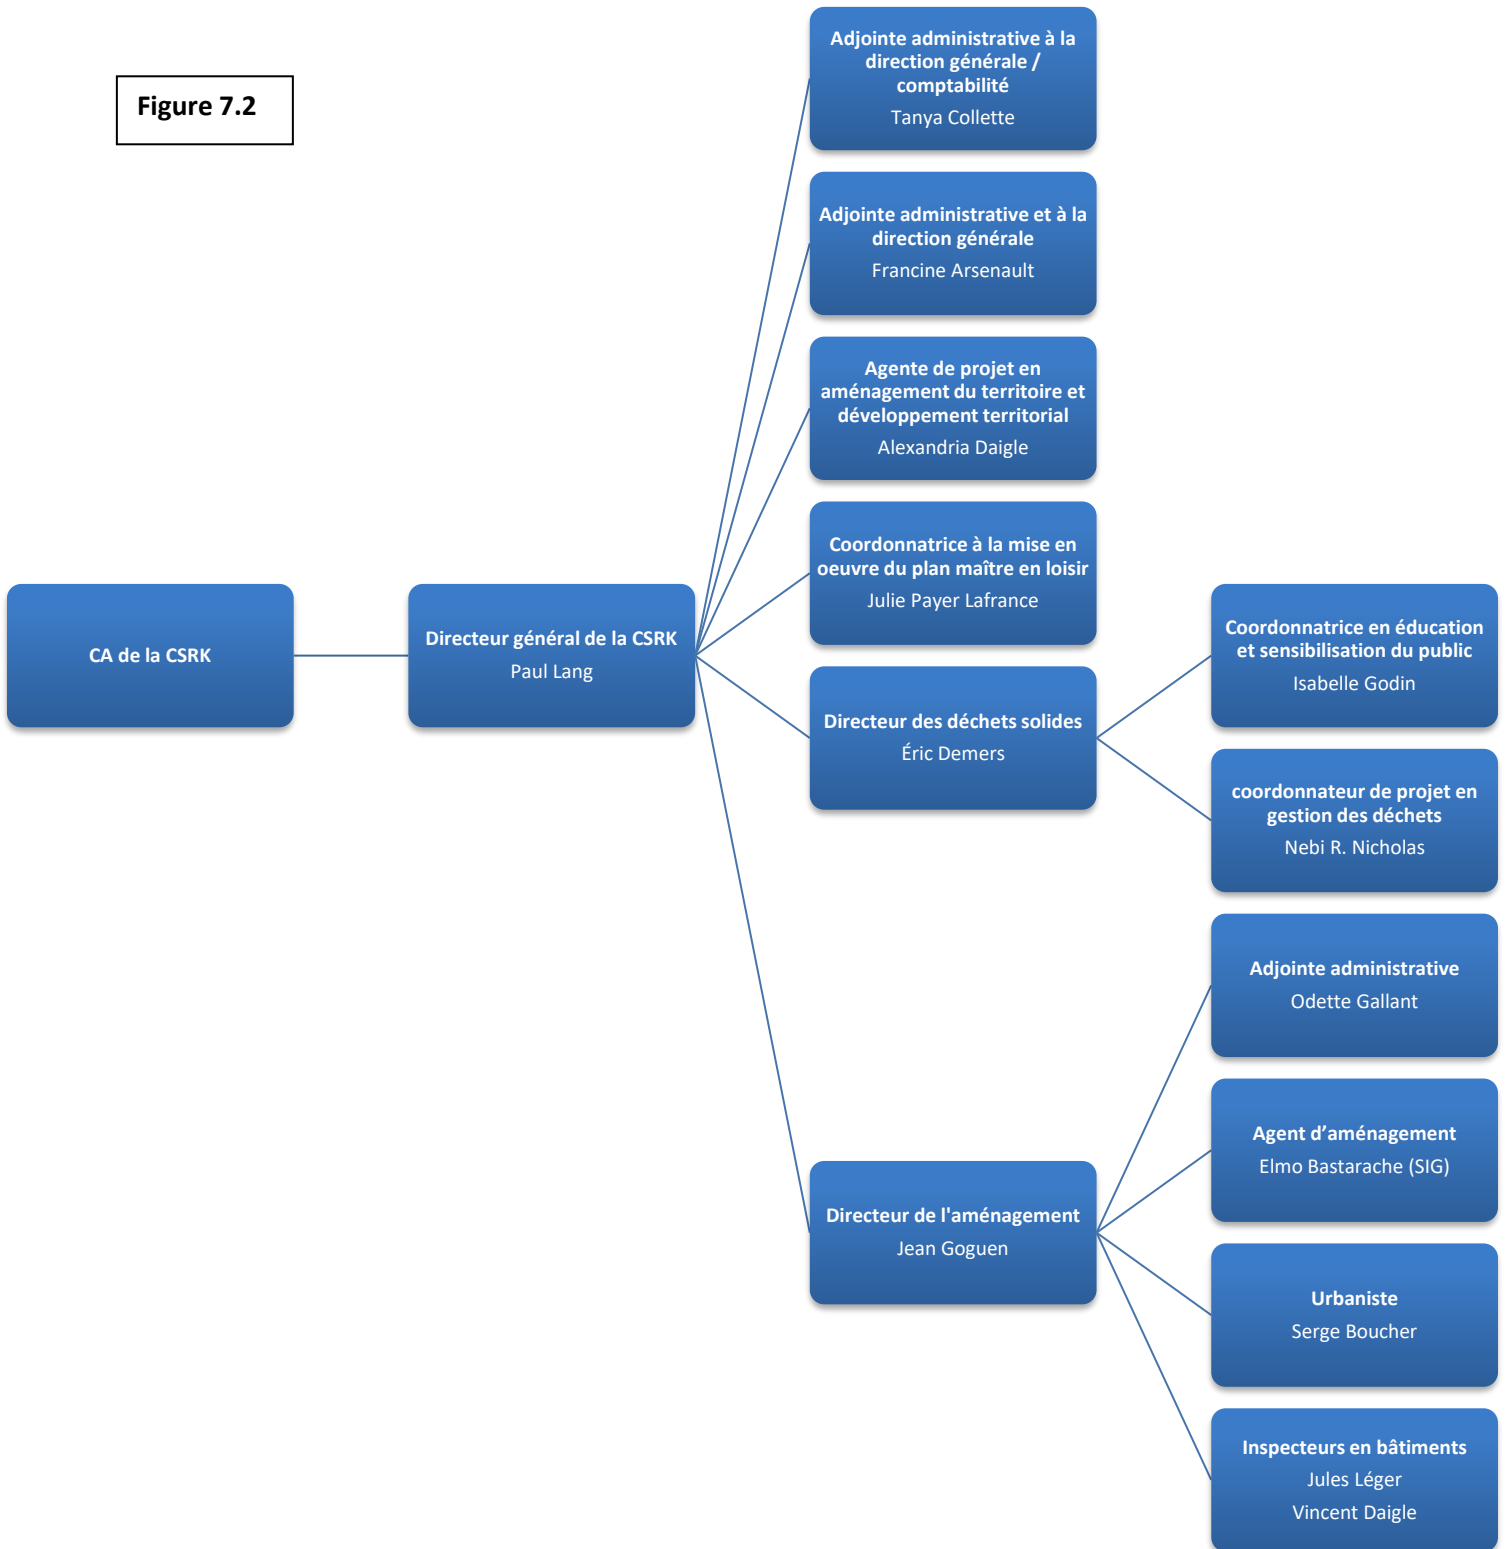 Figure 7.2
Adjointe administrative à la
direction générale /
comptabilité
Tanya Collette
Adjointe administrative et à la
direction générale
Francine Arsenault
Agente de projet en
aménagement du territoire et
développement territorial
Alexandria Daigle
Coordonnatrice à la mise en
oeuvre du plan maître en loisir
Julie Payer Lafrance
CA de la CSRK
Directeur général de la CSRK
Paul Lang
Directeur des déchets solides
Éric Demers
Coordonnatrice en éducation
et sensibilisation du public
Isabelle Godin
coordonnateur de projet en
gestion des déchets
Nebi R. Nicholas
Directeur de l'aménagement
Jean Goguen
Adjointe administrative
Odette Gallant
Agent d’aménagement
Elmo Bastarache (SIG)
Urbaniste
Serge Boucher
Inspecteurs en bâtiments
Jules Léger
Vincent Daigle